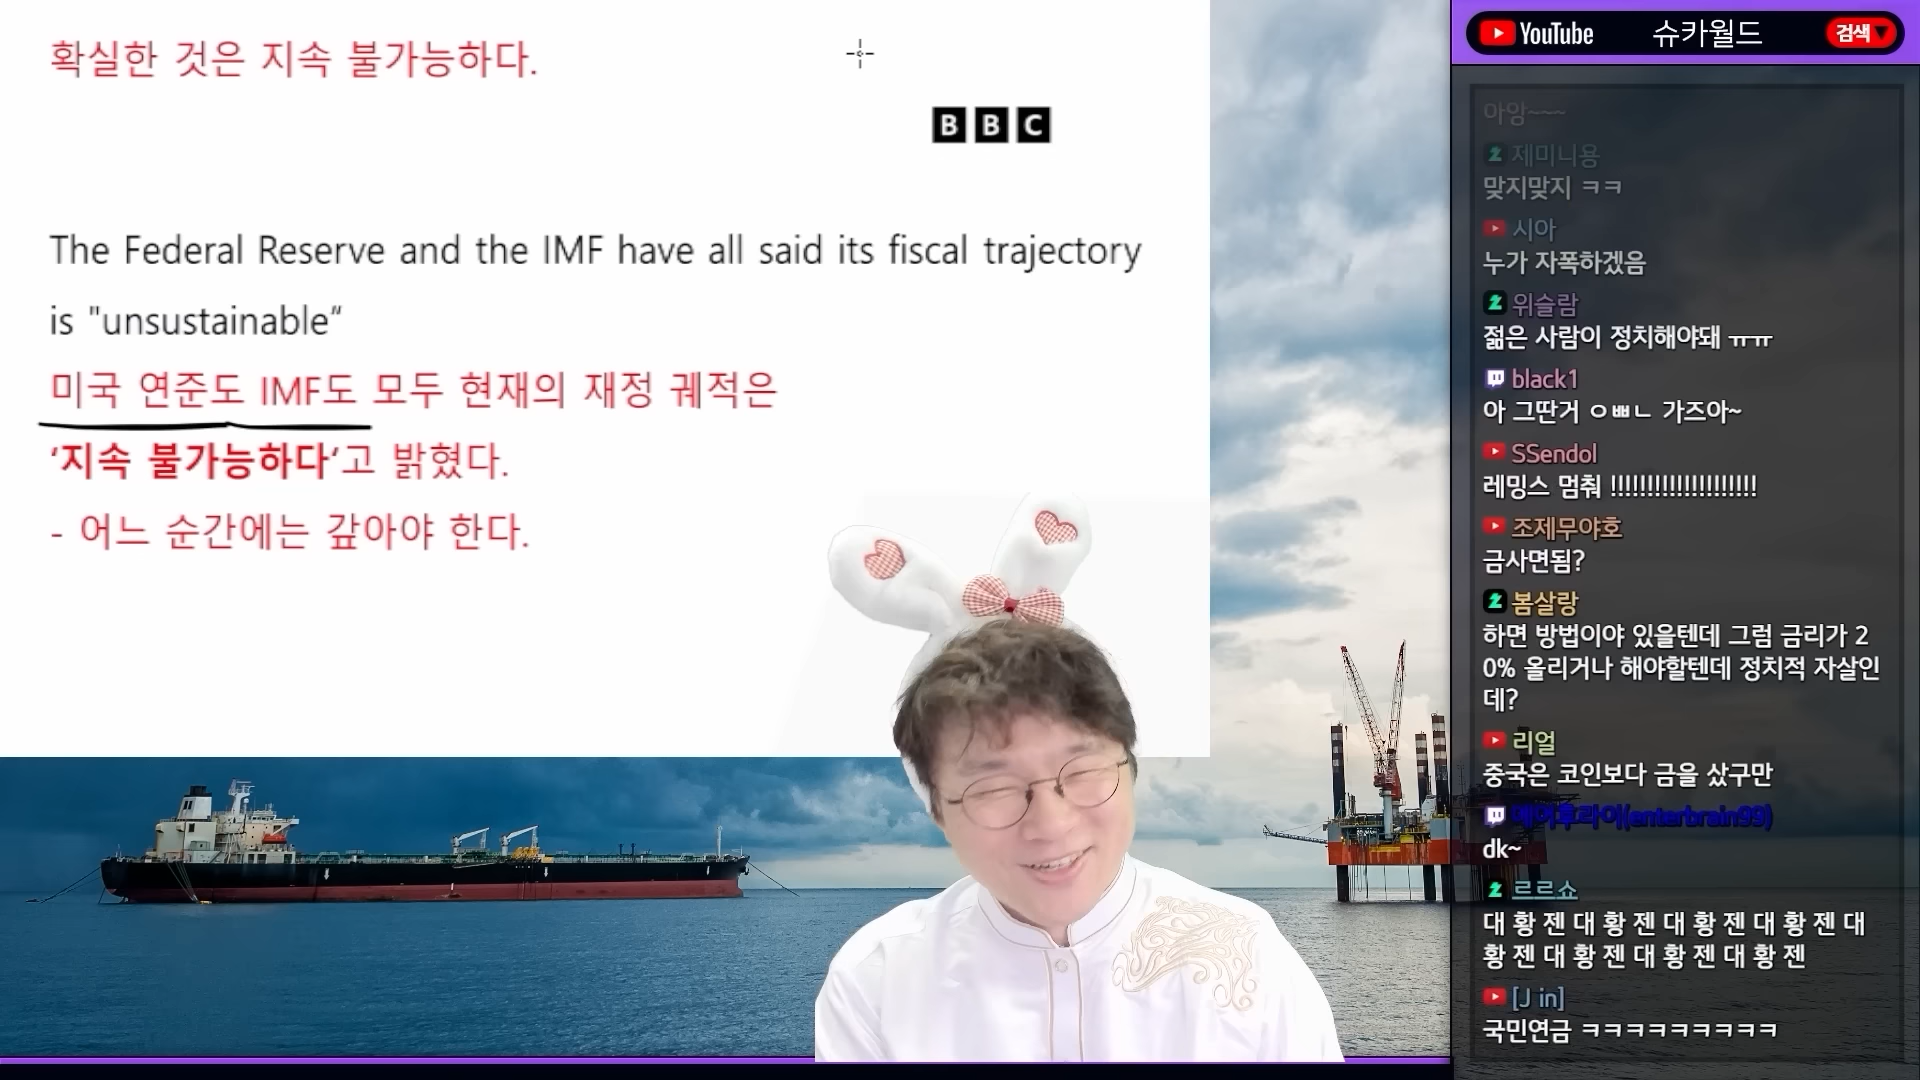 확실한 것은 지속 불가능하다.
BBC
The Federal Reserve and the IMF have all said its fiscal trajectory
is "unsustainable“
미국 연준도 IMF도 모두 현재의 재정 궤적은
‘지속 불가능하다‘고 밝혔다.
- 어느 순간에는 갚아야 한다.
YouTube 슈카월드 검색
아앙~~~
제미니용
맞지맞지 ㅋㅋ
시아
누가 자폭하겠음
위슬람
젊은 사람이 정치해야돼 ㅠㅠ
black1
아 그딴거 ㅇㅃㄴ 가즈아~
SSendol
레밍스 멈춰 !!!!!!!!!!!!!!!!!!!!
조제무야호
금사면됨?
봄살랑
하면 방법이야 있을텐데 그럼 금리가 2
0% 올리거나 해야할텐데 정치적 자살인
데?
리얼
중국은 코인보다 금을 샀구만
(enterbrain99)
dk~
르르쇼
대 황 젠 대 황 젠 대 황 젠 대 황 젠 대
황 젠 대 황 젠 대 황 젠 대 황 젠
[J in]
국민연금 ㅋㅋㅋㅋㅋㅋㅋㅋㅋ